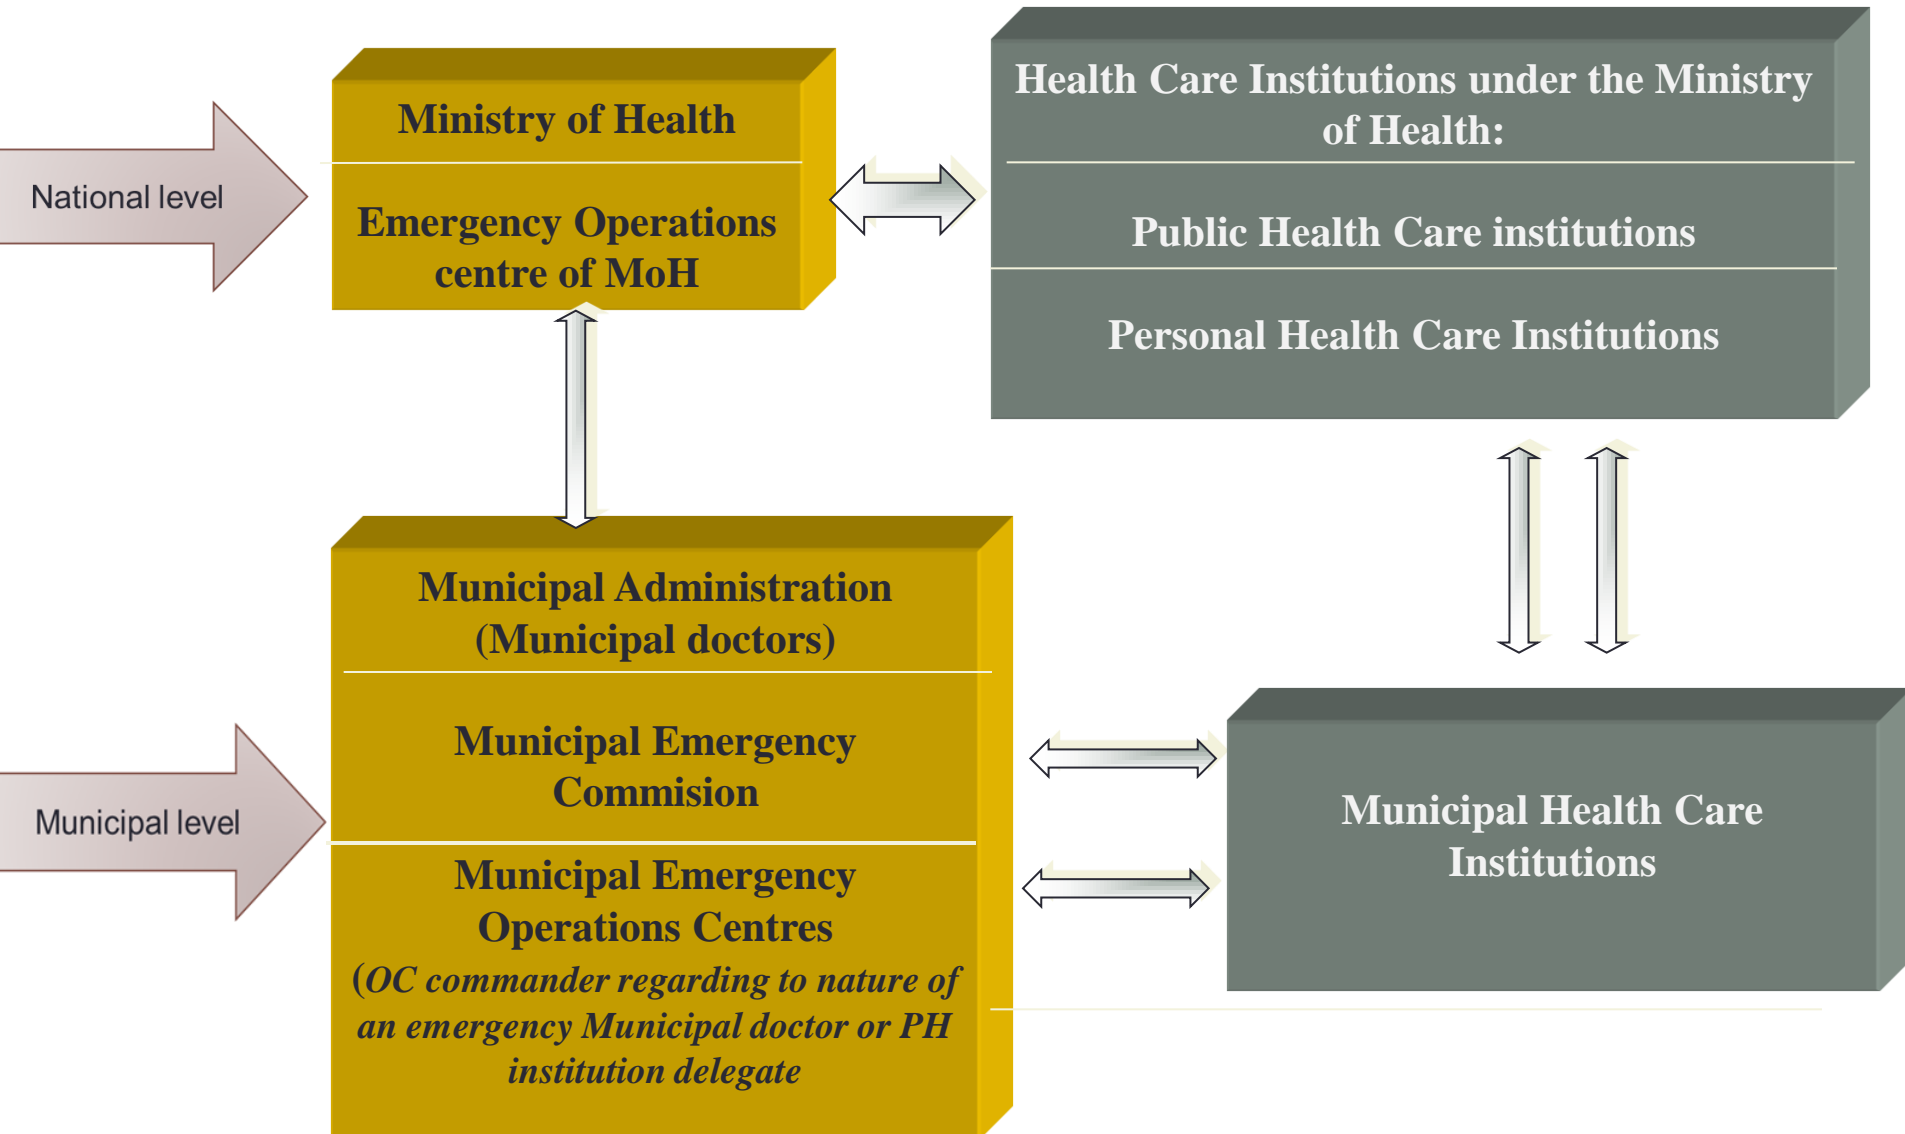 National level
Ministry of Health
Emergency Operations
centre of MoH
Health Care Institutions under the Ministry
of Health:
Public Health Care institutions
Personal Health Care Institutions
Municipal level
Municipal Administration
(Municipal doctors)
Municipal Emergency
Commision
Municipal Emergency
Operations Centres
(OC commander regarding to nature of
an emergency Municipal doctor or PH
institution delegate
Municipal Health Care
Institutions